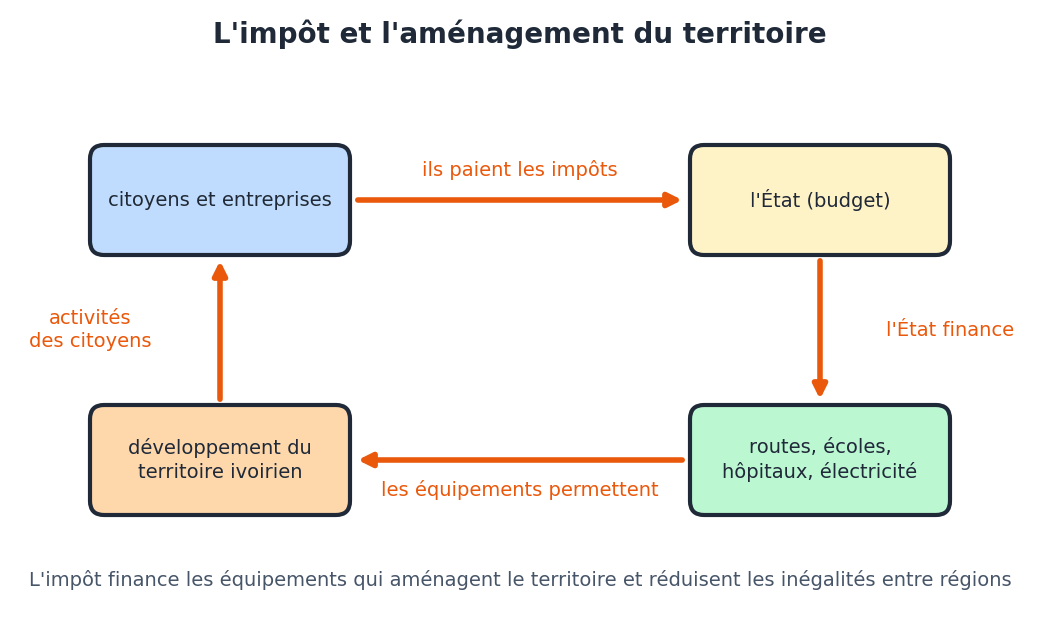 L'impôt et l'aménagement du territoire
citoyens et entreprises
ils paient les impôts
l'État (budget)
activités
des citoyens
l'État finance
développement du
territoire ivoirien
les équipements permettent
routes, écoles,
hôpitaux, électricité
L'impôt finance les équipements qui aménagent le territoire et réduisent les inégalités entre régions